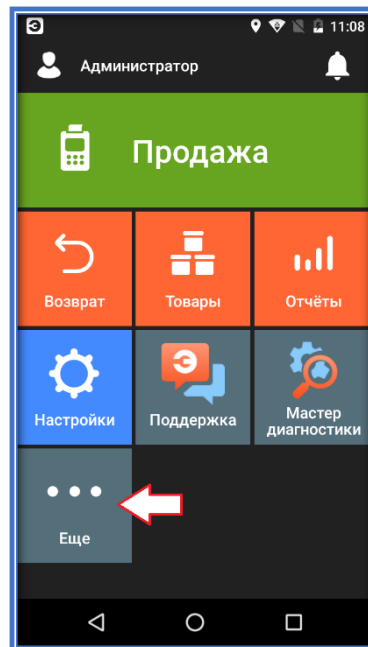 Э
11:08
Администратор
Продажа
Возврат
Товары
Отчёты
Э
Настройки
Поддержка
Мастер
диагностики
Еще